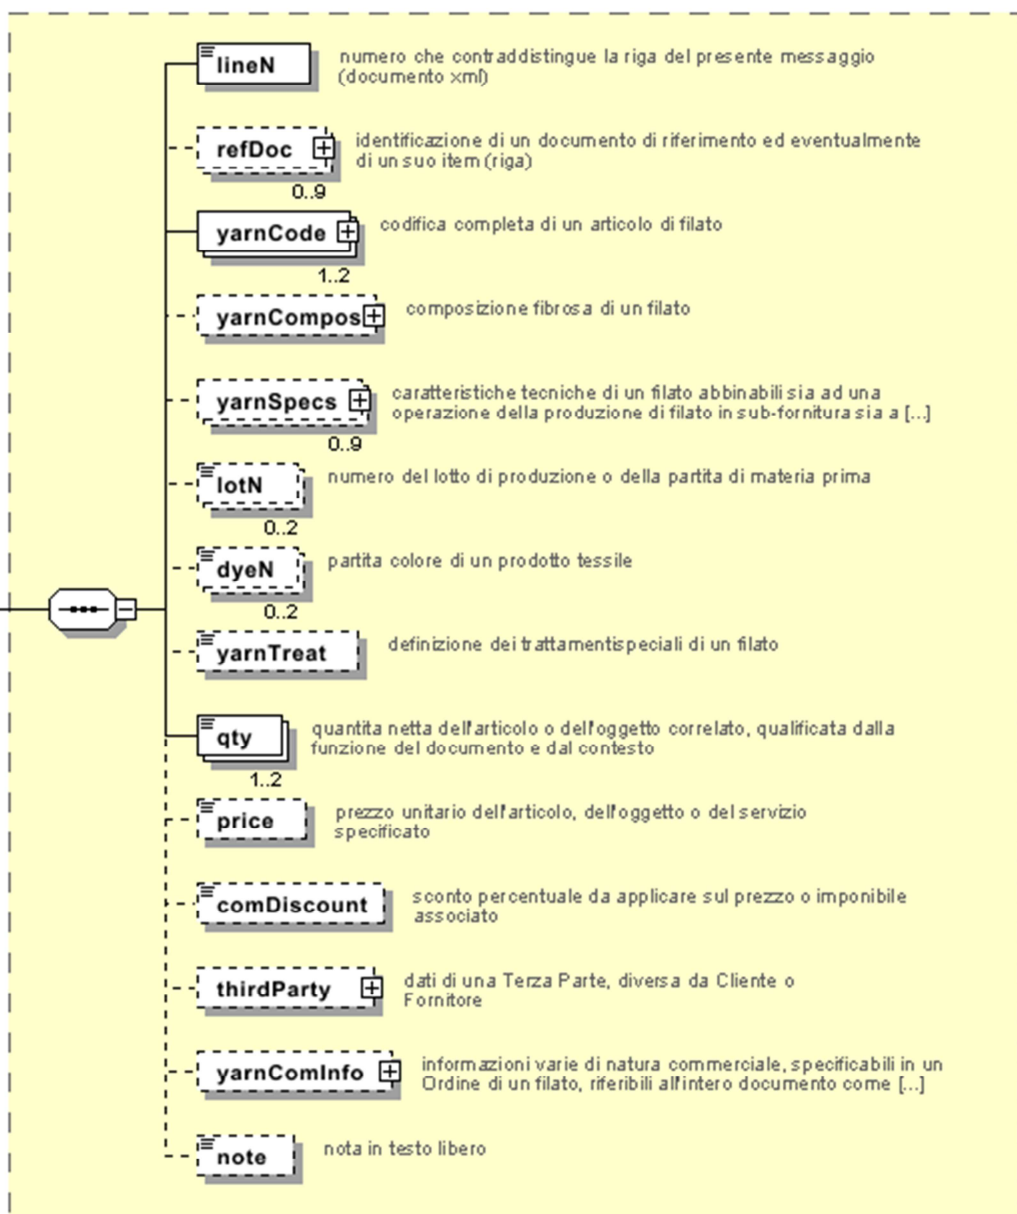 lineN
numero che contraddistingue la riga del presente messaggio
(documento xml)
refDoc
identificazione di un documento di riferimento ed eventualmente
di un suo item (riga)
0..9
yarnCode
codifica completa di un articolo di filato
1..2
yarnCompos
composizione fibrosa di un filato
yarnSpecs
caratteristiche tecniche di un filato abbinabili sia ad una
operazione della produzione di filato in sub-fornitura sia a [...]
0..9
lotN
numero del lotto di produzione o della partita di materia prima
0..2
dyeN
partita colore di un prodotto tessile
0..2
yarnTreat
definizione dei trattamentispeciali di un filato
qty
quantita netta dell'articolo o dell'oggetto correlato, qualificata dalla
funzione del documento e dal contesto
1..2
price
prezzo unitario dell'articolo, dell'oggetto o del servizio
specificato
comDiscount
sconto percentuale da applicare sul prezzo o imponibile
associato
thirdParty
dati di una Terza Parte, diversa da Cliente o
Fornitore
yarnComInfo
informazioni varie di natura commerciale, specificabili in un
Ordine di un filato, riferibili all'intero documento come [...]
note
nota in testo libero